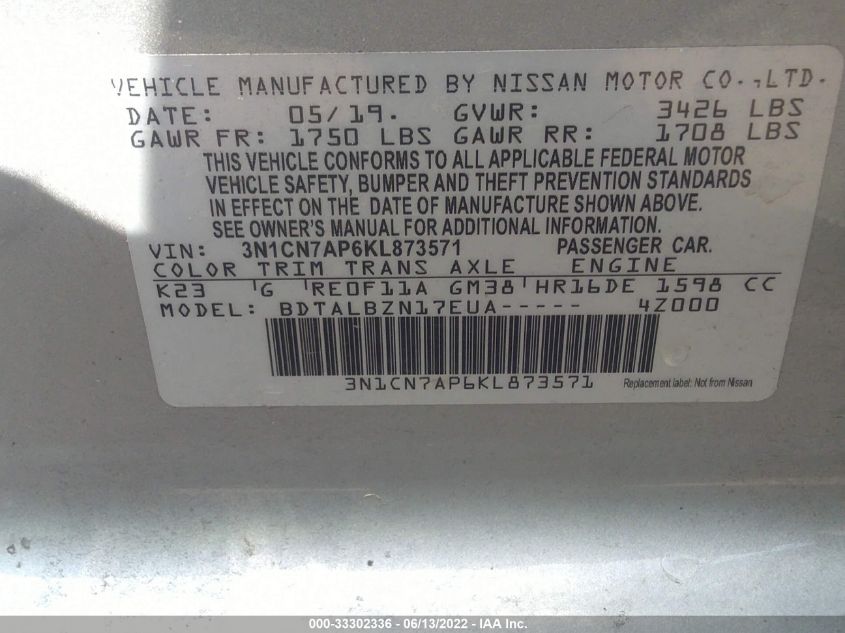 VEHICLE MANUFACTURED BY NISSAN MOTOR CO.,LTD.
DATE: 05/19. GVWR: 3426 LBS
GAWR FR: 1750 LBS GAWR RR: 1708 LBS
THIS VEHICLE CONFORMS TO ALL APPLICABLE FEDERAL MOTOR
VEHICLE SAFETY, BUMPER AND THEFT PREVENTION STANDARDS
IN EFFECT ON THE DATE OF MANUFACTURE SHOWN ABOVE.
SEE OWNER'S MANUAL FOR ADDITIONAL INFORMATION.
VIN: 3N1CN7AP6KL873571 PASSENGER CAR.
COLOR TRIM TRANS AXLE ENGINE
K23 G RE0F11A GM38 HR16DE 1598 CC
MODEL: BDTALBZN17EUA----- 4Z000
3N1CN7AP6KL873571 Replacement label: Not from Nissan
000-33302336 - 06/13/2022 - IAA Inc.